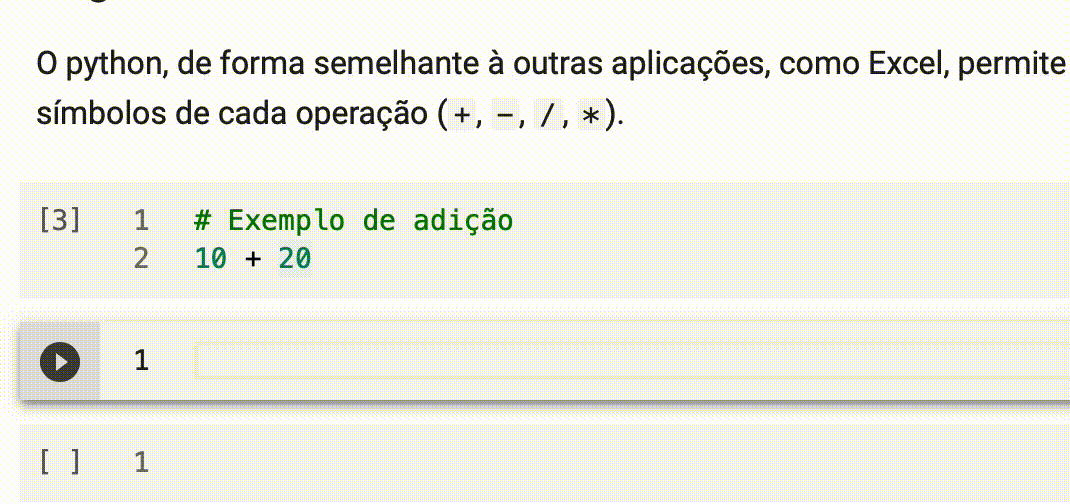 O python, de forma semelhante à outras aplicações, como Excel, permite
símbolos de cada operação (+, -, /, *).
[3] 1 # Exemplo de adição
2 10 + 20
1
[ ] 1